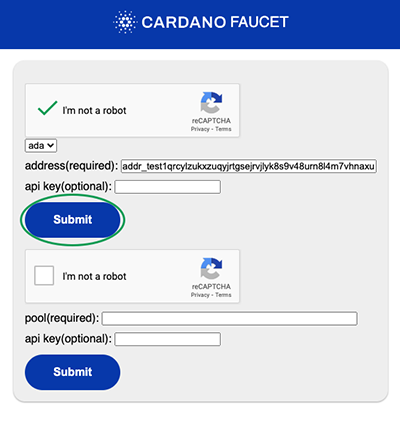 CARDANO FAUCET
I'm not a robot
reCAPTCHA
Privacy - Terms
ada
address(required): addr_test1qrcylzukxzuqyjrtgsejrvjlyk8s9v48urn8l4m7vhnaxu
api key(optional):
Submit
I'm not a robot
reCAPTCHA
Privacy - Terms
pool(required):
api key(optional):
Submit